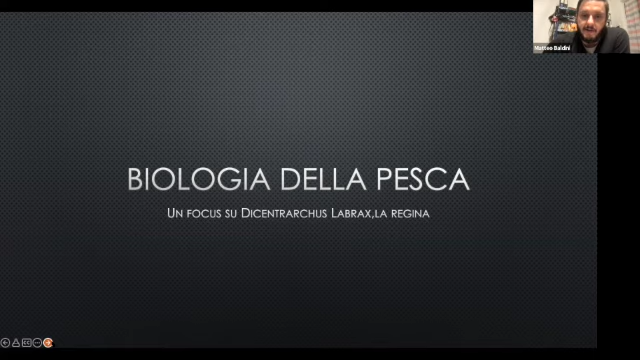 Matteo Baldini
BIOLOGIA DELLA PESCA
UN FOCUS SU DICENTRARCHUS LABRAX,LA REGINA